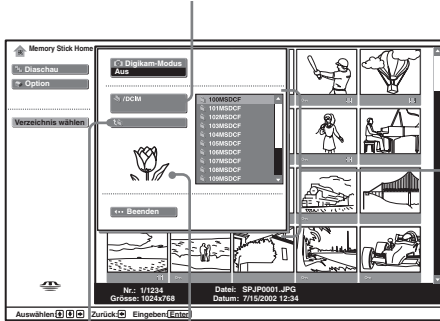 Memory Stick Home
Diaschau
Option
Verzeichnis wählen
Digikam-Modus
Aus
/DCIM
100MSDCF
101MSDCF
102MSDCF
103MSDCF
104MSDCF
105MSDCF
106MSDCF
107MSDCF
108MSDCF
109MSDCF
Beenden
Nr.: 1/1234 Datei: SPJP0001.JPG
Grösse: 1024x768 Datum: 7/15/2002 12:34
Auswählen: Zurück: Eingeben: Enter